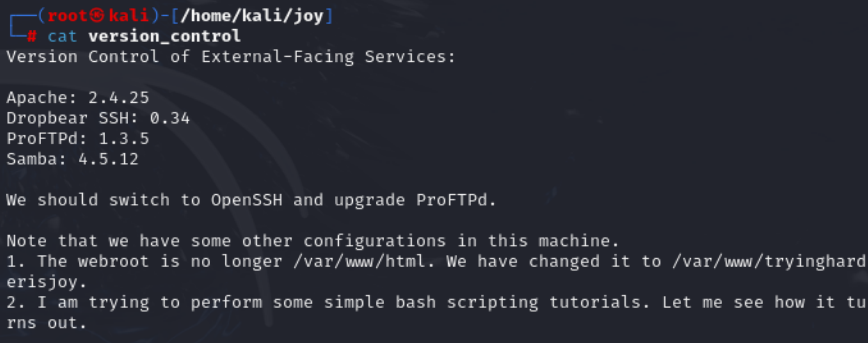 ┌──(root㉿kali)-[/home/kali/joy]
└─# cat version_control
Version Control of External-Facing Services:

Apache: 2.4.25
Dropbear SSH: 0.34
ProFTPd: 1.3.5
Samba: 4.5.12

We should switch to OpenSSH and upgrade ProFTPd.

Note that we have some other configurations in this machine.
1. The webroot is no longer /var/www/html. We have changed it to /var/www/tryinghard
erisjoy.
2. I am trying to perform some simple bash scripting tutorials. Let me see how it tu
rns out.